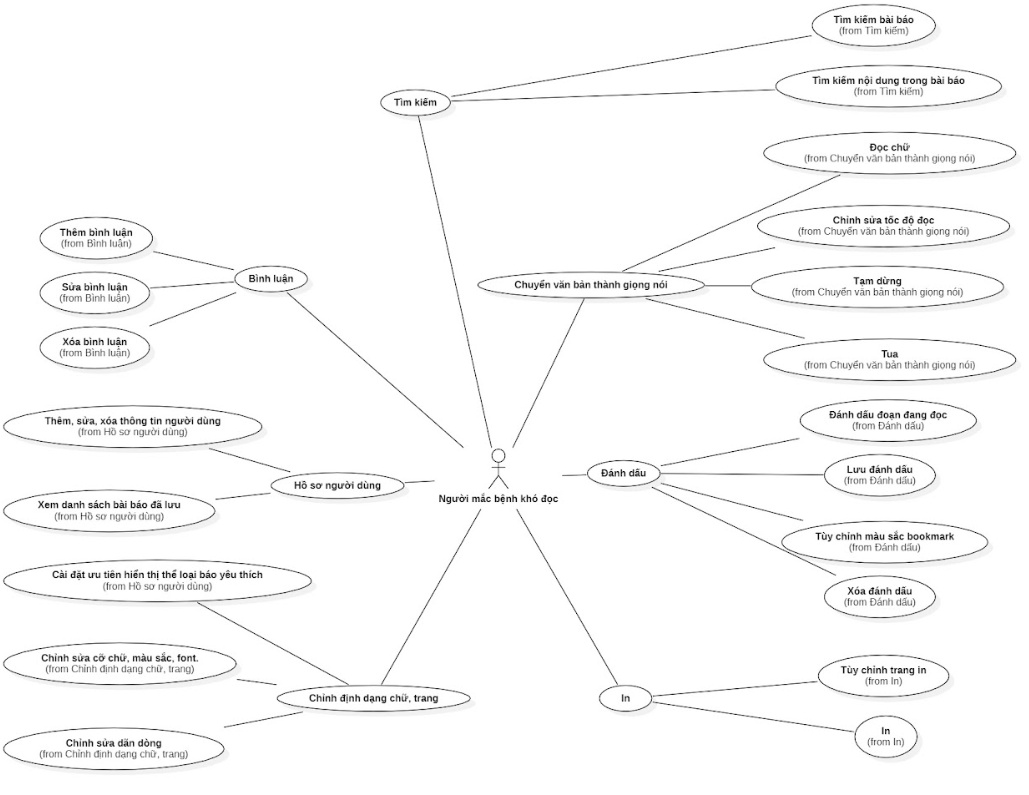 Tìm kiếm bài báo
(from Tìm kiếm)
Tìm kiếm nội dung trong bài báo
(from Tìm kiếm)
Tìm kiếm
Đọc chữ
(from Chuyển văn bản thành giọng nói)
Chỉnh sửa tốc độ đọc
(from Chuyển văn bản thành giọng nói)
Chuyển văn bản thành giọng nói
Tạm dừng
(from Chuyển văn bản thành giọng nói)
Tua
(from Chuyển văn bản thành giọng nói)
Thêm bình luận
(from Bình luận)
Bình luận
Sửa bình luận
(from Bình luận)
Xóa bình luận
(from Bình luận)
Thêm, sửa, xóa thông tin người dùng
(from Hồ sơ người dùng)
Hồ sơ người dùng
Xem danh sách bài báo đã lưu
(from Hồ sơ người dùng)
Người mắc bệnh khó đọc
Đánh dấu đoạn đang đọc
(from Đánh dấu)
Đánh dấu
Lưu đánh dấu
(from Đánh dấu)
Tùy chỉnh màu sắc bookmark
(from Đánh dấu)
Xóa đánh dấu
(from Đánh dấu)
Cài đặt ưu tiên hiển thị thể loại báo yêu thích
(from Hồ sơ người dùng)
Chỉnh sửa cỡ chữ, màu sắc, font.
(from Chỉnh định dạng chữ, trang)
Chỉnh định dạng chữ, trang
Chỉnh sửa dãn dòng
(from Chỉnh định dạng chữ, trang)
Tùy chỉnh trang in
(from In)
In
In
(from In)